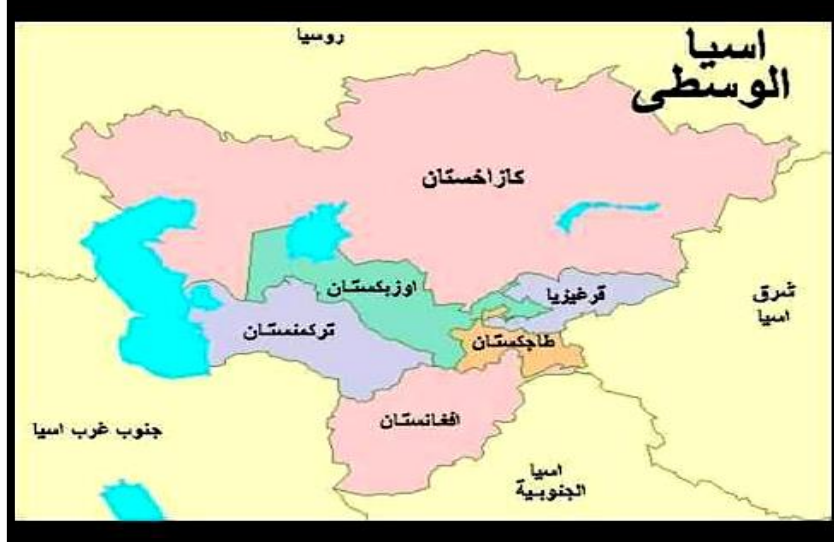 اسيا
الوسطى
روسيا
كازاخستان
شرق
اسيا
قرغيزيا
اوزبكستان
تركمنستان
طاجكستان
افغانستان
جنوب غرب اسيا
اسيا
الجنوبية